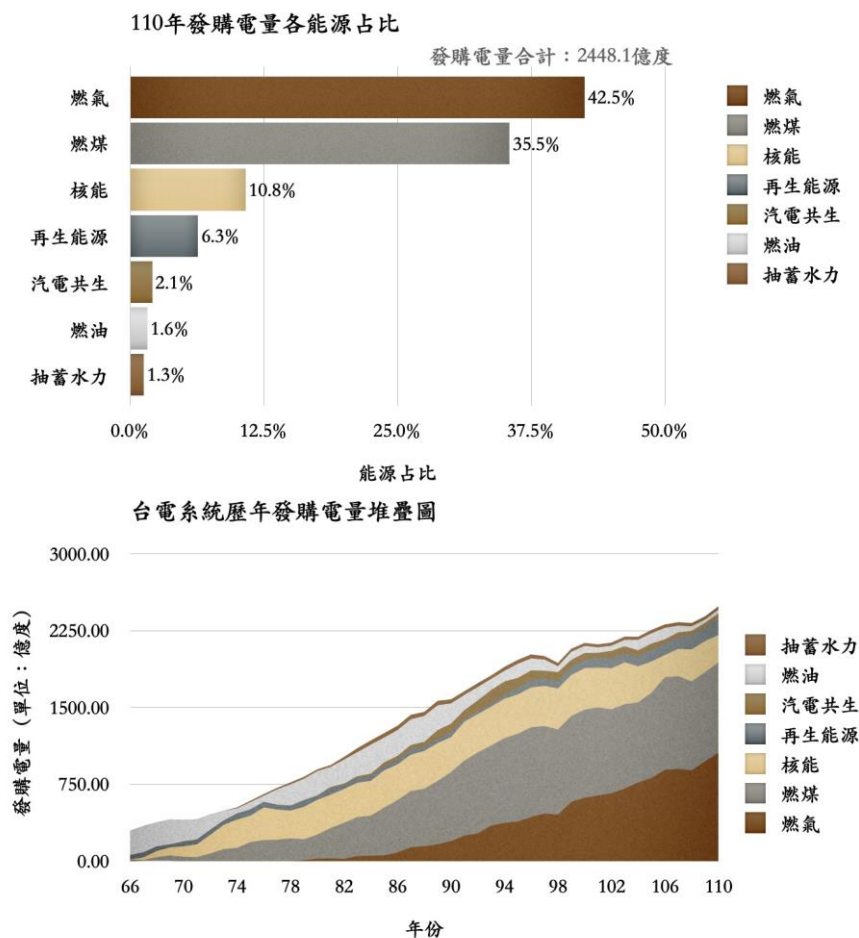 110年發購電量各能源占比
發購電量合計：2448.1億度
燃氣
42.5%
燃煤
35.5%
核能
10.8%
再生能源
6.3%
汽電共生
2.1%
燃油
1.6%
抽蓄水力
1.3%
0.0%
12.5%
25.0%
37.5%
50.0%
能源占比
燃氣
燃煤
核能
再生能源
汽電共生
燃油
抽蓄水力
台電系統歷年發購電量堆疊圖
發購電量（單位：億度）
3000.00
2250.00
1500.00
750.00
0.00
66
70
74
78
82
86
90
94
98
102
106
110
年份
抽蓄水力
燃油
汽電共生
再生能源
核能
燃煤
燃氣